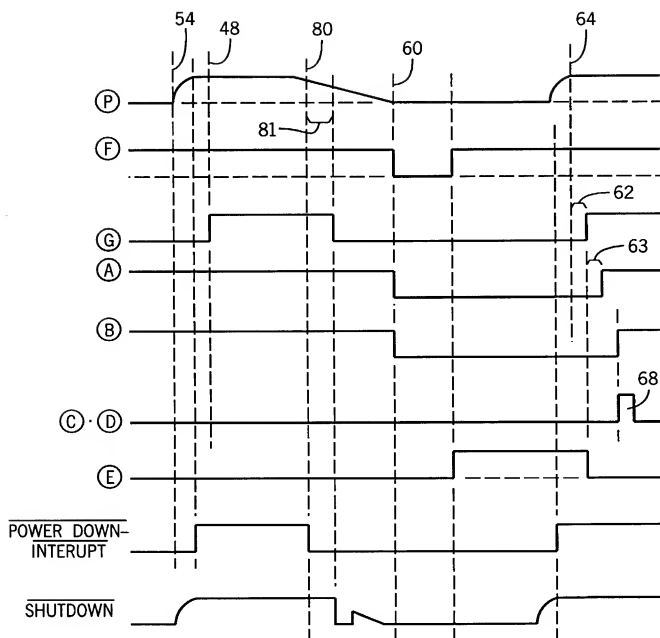 54 48 80 60 64
P
81
F
62
G
63
A
B
68
C · D
E
POWER DOWN-
INTERUPT
SHUTDOWN